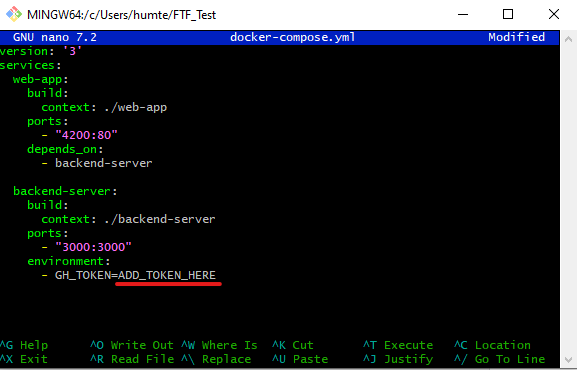 MINGW64:/c/Users/humte/FTF_Test
GNU nano 7.2 docker-compose.yml Modified
version: '3'
services:
  web-app:
    build:
      context: ./web-app
    ports:
      - "4200:80"
    depends_on:
      - backend-server

  backend-server:
    build:
      context: ./backend-server
    ports:
      - "3000:3000"
    environment:
      - GH_TOKEN=ADD_TOKEN_HERE

^G Help ^O Write Out ^W Where Is ^K Cut ^T Execute ^C Location
^X Exit ^R Read File ^\ Replace ^U Paste ^J Justify ^/ Go To Line